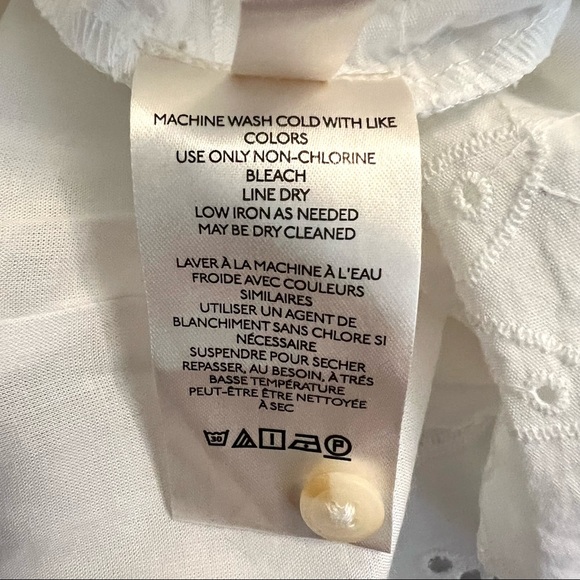 MACHINE WASH COLD WITH LIKE
COLORS
USE ONLY NON-CHLORINE
BLEACH
LINE DRY
LOW IRON AS NEEDED
MAY BE DRY CLEANED
LAVER À LA MACHINE À L'EAU
FROIDE AVEC COULEURS
SIMILAIRES
UTILISER UN AGENT DE
BLANCHIMENT SANS CHLORE SI
NÉCESSAIRE
SUSPENDRE POUR SECHER
REPASSER, AU BESOIN, À TRÉS
BASSE TEMPÉRATURE
PEUT-ÊTRE ÊTRE NETTOYÉE
À SEC
30 P